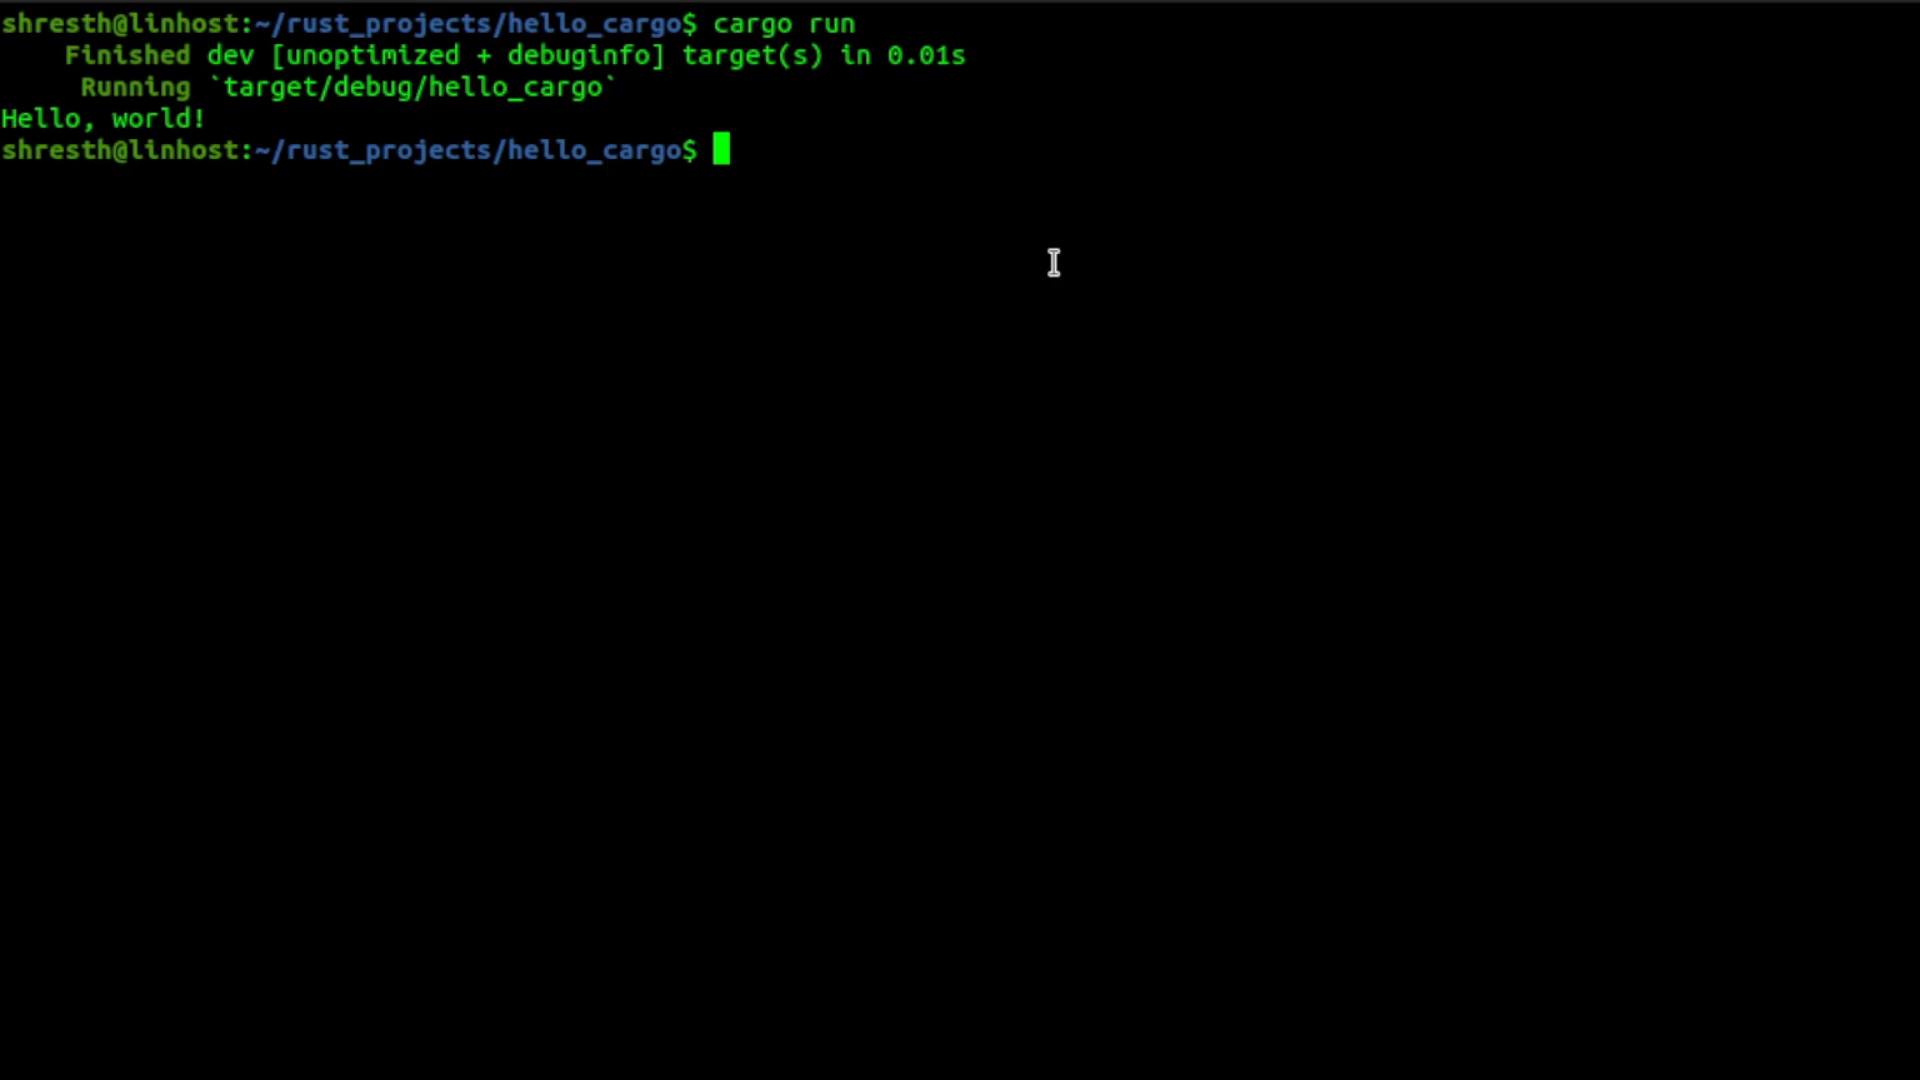 shresth@linhost:~/rust_projects/hello_cargo$ cargo run
    Finished dev [unoptimized + debuginfo] target(s) in 0.01s
     Running `target/debug/hello_cargo`
Hello, world!
shresth@linhost:~/rust_projects/hello_cargo$